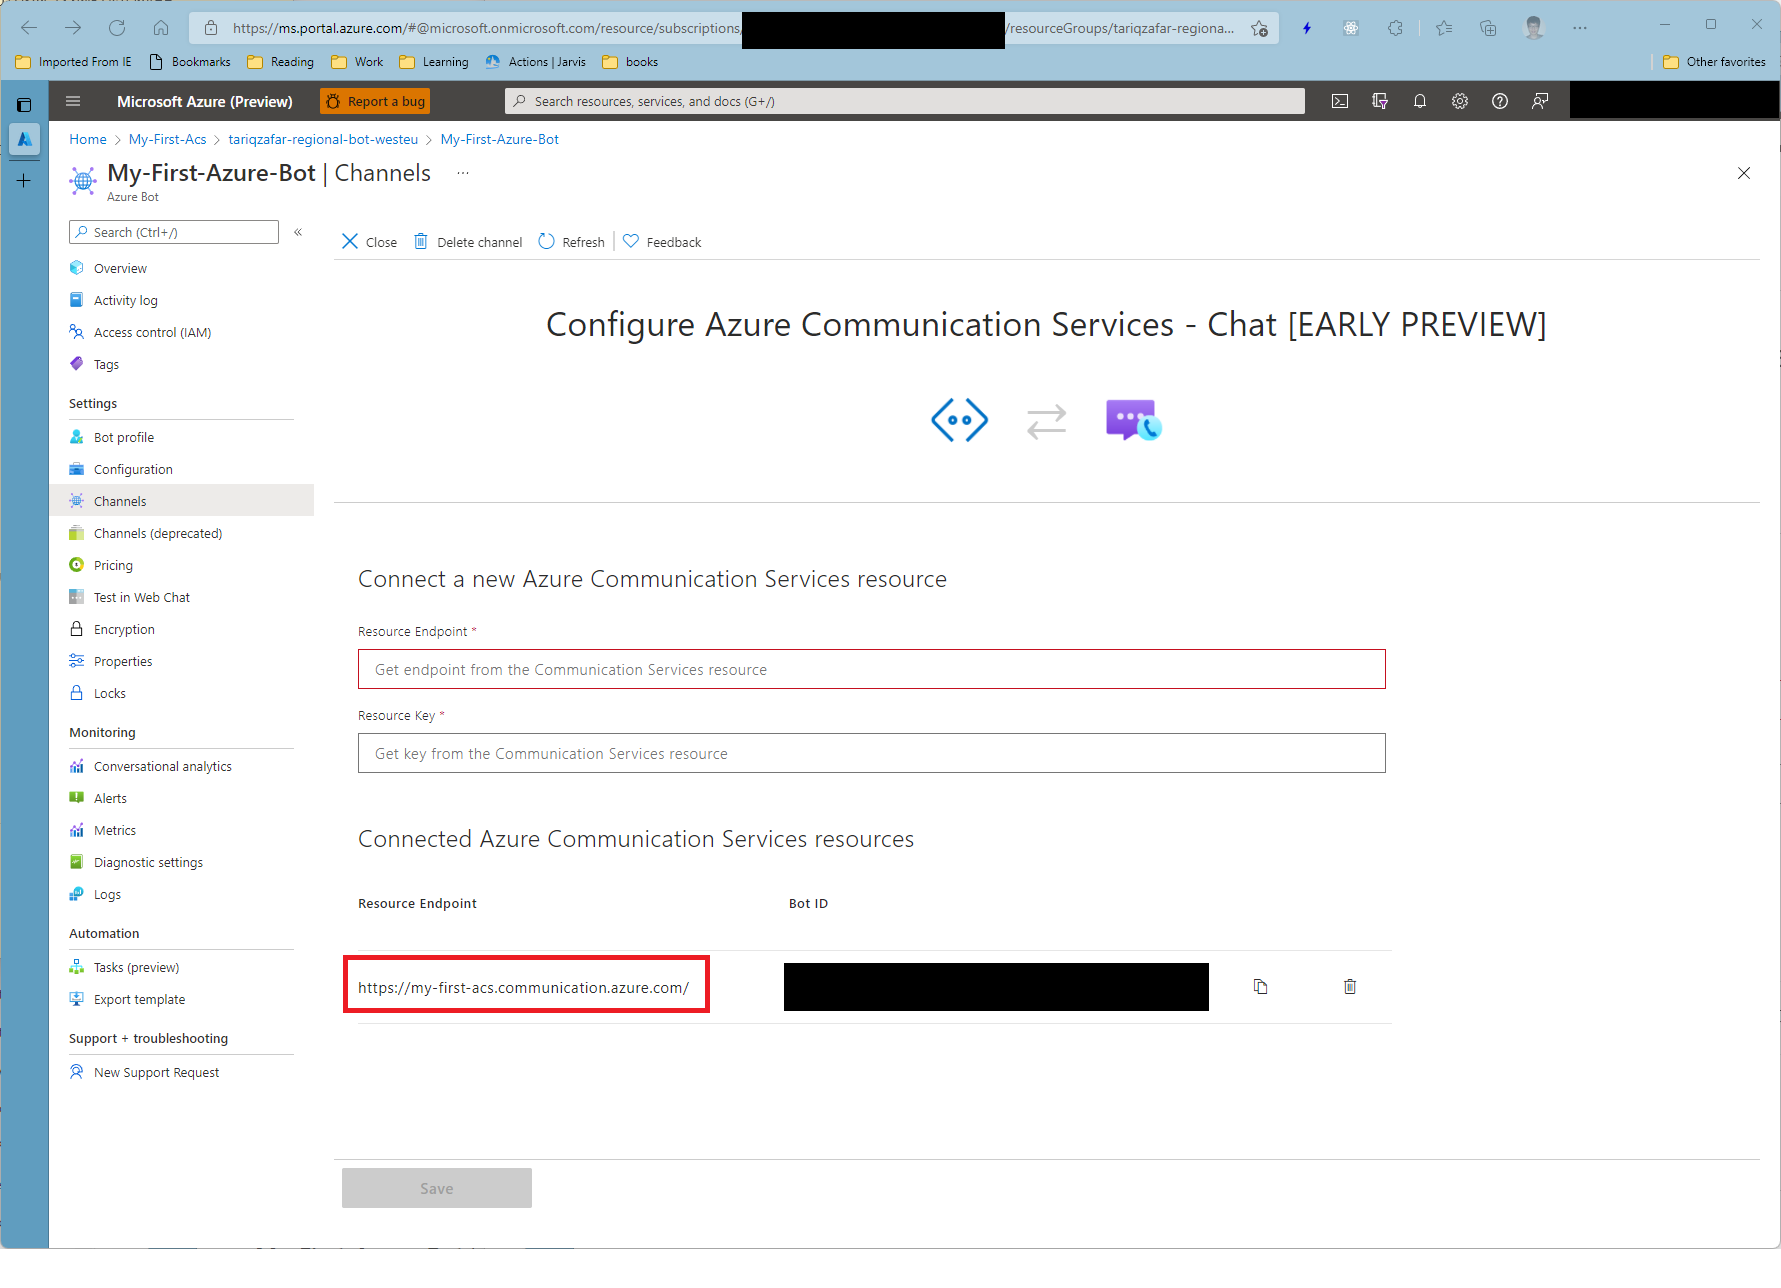 https://ms.portal.azure.com/#@microsoft.onmicrosoft.com/resource/subscriptions/
/resourceGroups/tariqzafar-regiona...
Imported From IE
Bookmarks
Reading
Work
Learning
Actions | Jarvis
books
Other favorites
Microsoft Azure (Preview)
Report a bug
Search resources, services, and docs (G+/)
Home > My-First-Acs > tariqzafar-regional-bot-westeu > My-First-Azure-Bot
My-First-Azure-Bot | Channels ...
Azure Bot
Search (Ctrl+/)
«
Close
Delete channel
Refresh
Feedback
Overview
Activity log
Access control (IAM)
Tags
Settings
Bot profile
Configuration
Channels
Channels (deprecated)
Pricing
Test in Web Chat
Encryption
Properties
Locks
Monitoring
Conversational analytics
Alerts
Metrics
Diagnostic settings
Logs
Automation
Tasks (preview)
Export template
Support + troubleshooting
New Support Request
Configure Azure Communication Services - Chat [EARLY PREVIEW]
Connect a new Azure Communication Services resource
Resource Endpoint *
Get endpoint from the Communication Services resource
Resource Key *
Get key from the Communication Services resource
Connected Azure Communication Services resources
Resource Endpoint
Bot ID
https://my-first-acs.communication.azure.com/
Save